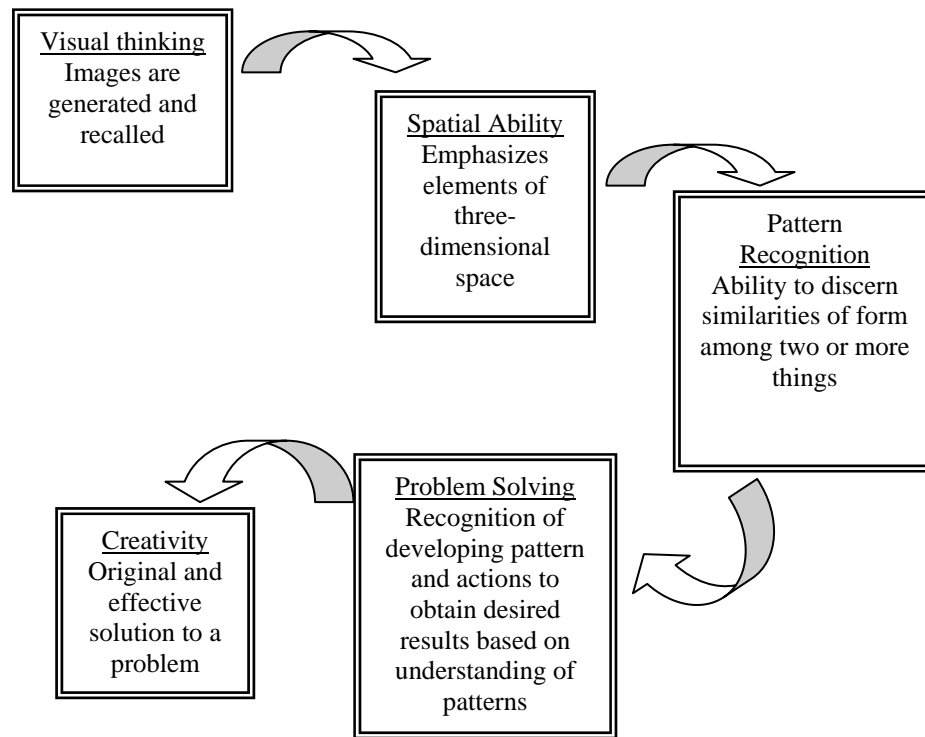 Visual thinking
Images are
generated and
recalled
Spatial Ability
Emphasizes
elements of
three-
dimensional
space
Pattern
Recognition
Ability to discern
similarities of form
among two or more
things
Problem Solving
Recognition of
developing pattern
and actions to
obtain desired
results based on
understanding of
patterns
Creativity
Original and
effective
solution to a
problem